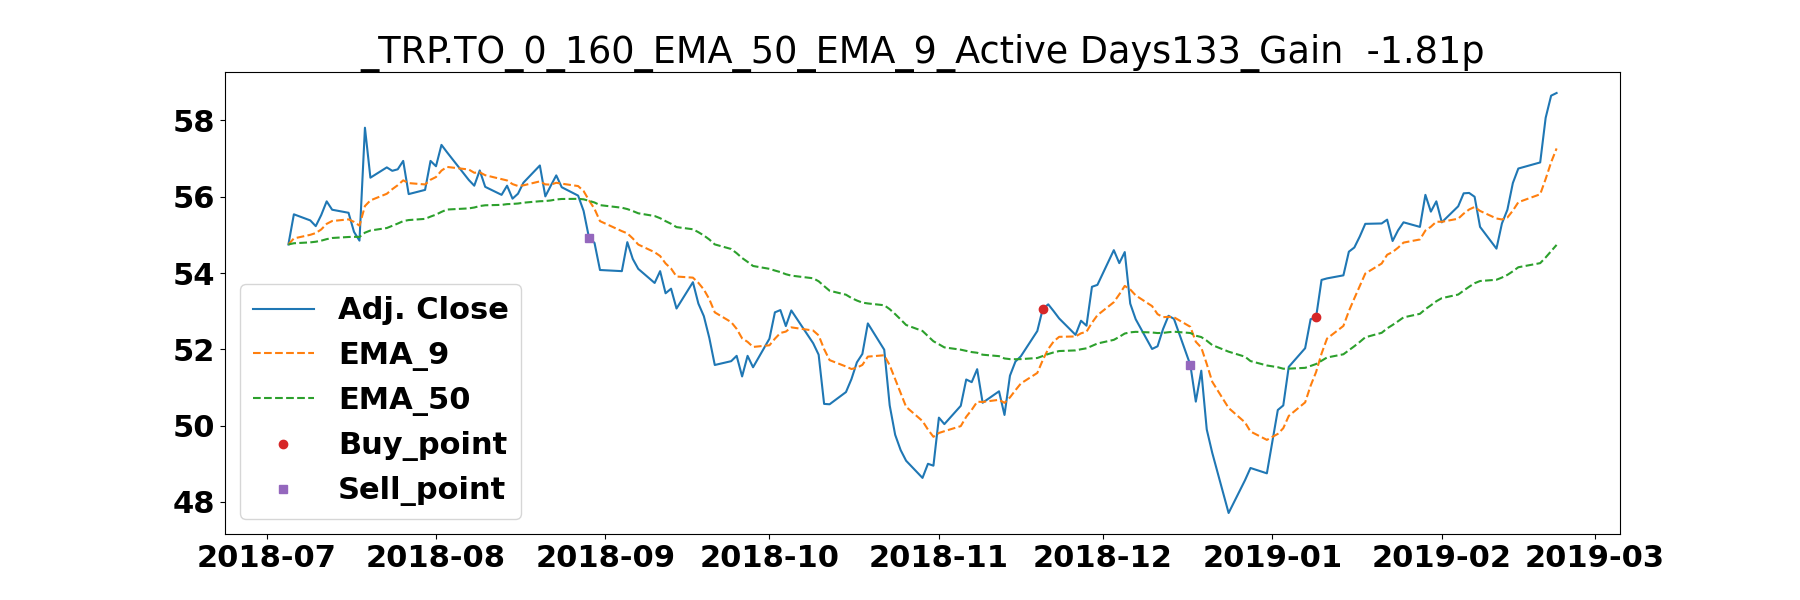 _TRP.TO_0_160_EMA_50_EMA_9_Active Days133_Gain  -1.81p
58
56
54
52
50
48
Adj. Close
EMA_9
EMA_50
Buy_point
Sell_point
2018-07 2018-08 2018-09 2018-10 2018-11 2018-12 2019-01 2019-02 2019-03